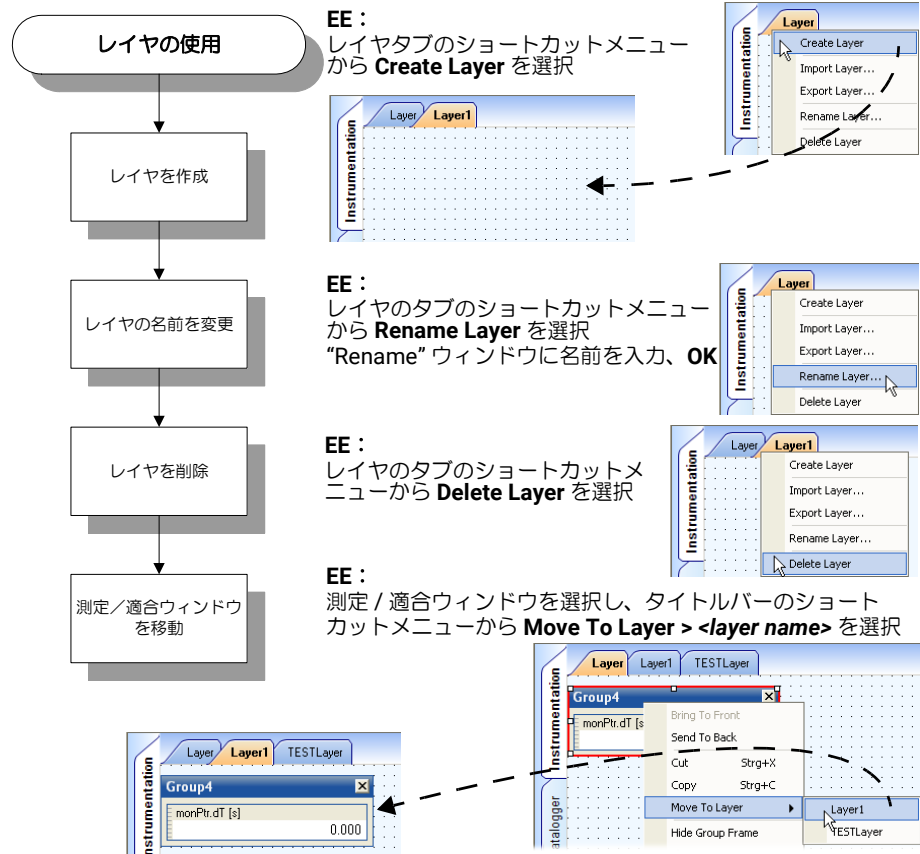 レイヤの使用
レイヤを作成
レイヤの名前を変更
レイヤを削除
測定／適合ウィンドウ
を移動
EE：
レイヤタブのショートカットメニュー
から Create Layer を選択
Instrumentation
Layer
Layer1
Instrumentation
Layer
Create Layer
Import Layer...
Export Layer...
Rename Layer...
Delete Layer
EE：
レイヤのタブのショートカットメニュー
から Rename Layer を選択
“Rename” ウィンドウに名前を入力、OK
Instrumentation
Layer
Create Layer
Import Layer...
Export Layer...
Rename Layer...
Delete Layer
EE：
レイヤのタブのショートカットメ
ニューから Delete Layer を選択
Instrumentation
Layer
Layer1
Create Layer
Import Layer...
Export Layer...
Rename Layer...
Delete Layer
EE：
測定 / 適合ウィンドウを選択し、タイトルバーのショート
カットメニューから Move To Layer > <layer name> を選択
Instrumentation
atalogger
Layer
Layer1
TESTLayer
Group4
monPtr.dT [s
Bring To Front
Send To Back
Cut Strg+X
Copy Strg+C
Move To Layer
Hide Group Frame
Layer1
TESTLayer
nstrumentation
Layer
Layer1
TESTLayer
Group4
monPtr.dT [s]
0.000